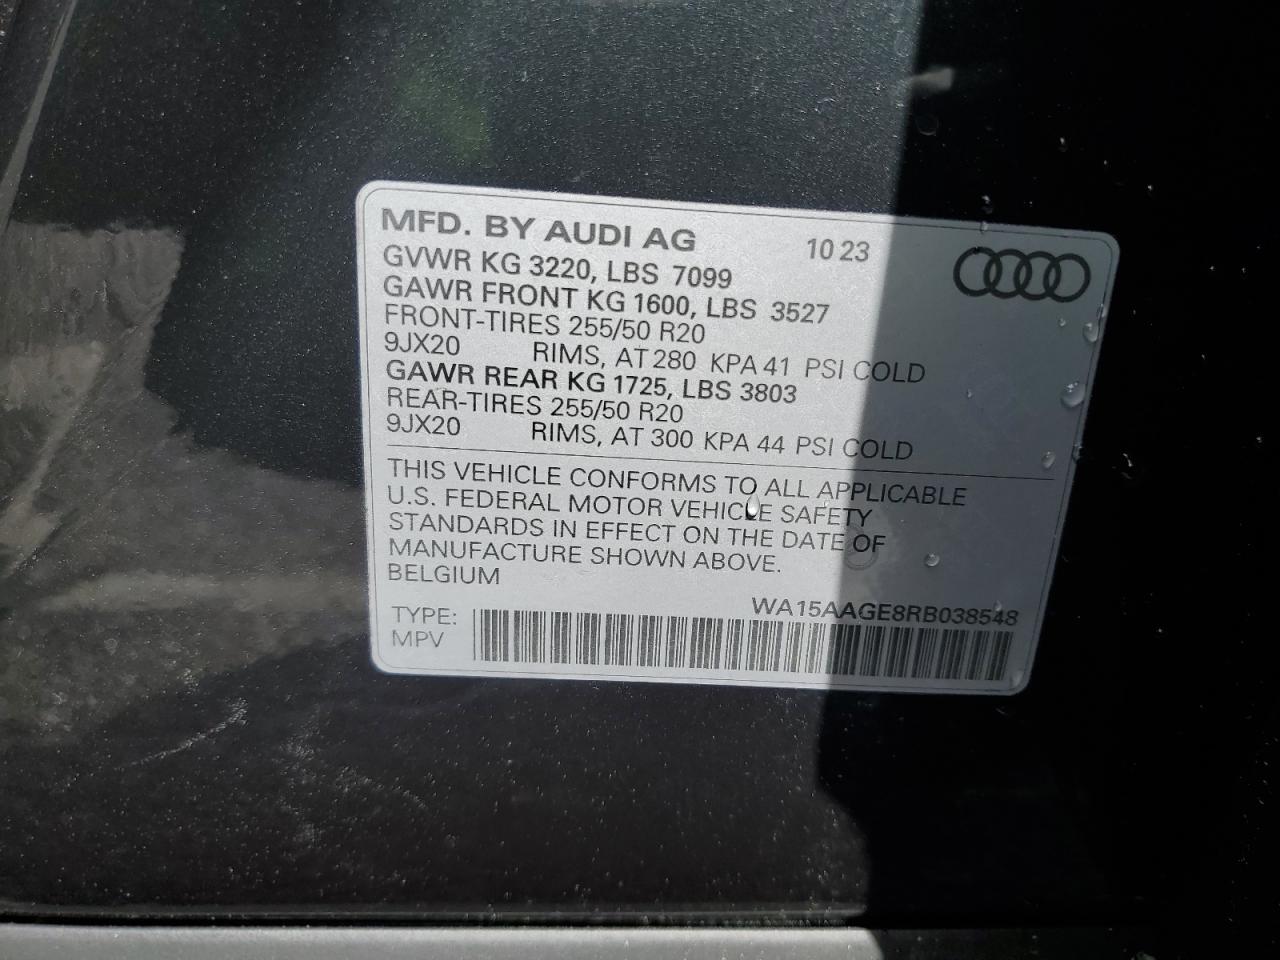 MFD. BY AUDI AG 10 23
GVWR KG 3220, LBS 7099
GAWR FRONT KG 1600, LBS 3527
FRONT-TIRES 255/50 R20
9JX20 RIMS, AT 280 KPA 41 PSI COLD
GAWR REAR KG 1725, LBS 3803
REAR-TIRES 255/50 R20
9JX20 RIMS, AT 300 KPA 44 PSI COLD
THIS VEHICLE CONFORMS TO ALL APPLICABLE
U.S. FEDERAL MOTOR VEHICLE SAFETY
STANDARDS IN EFFECT ON THE DATE OF
MANUFACTURE SHOWN ABOVE.
BELGIUM
WA15AAGE8RB038548
TYPE:
MPV